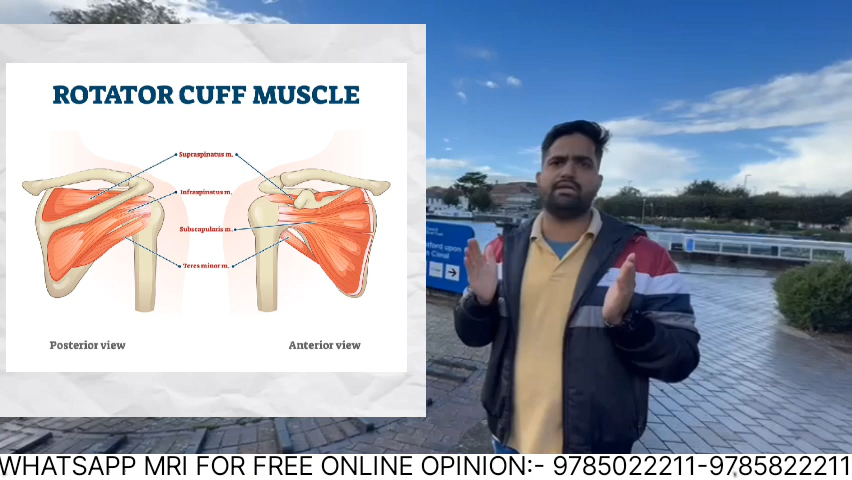 ROTATOR CUFF MUSCLE
Supraspinatus m.
Infraspinatus m.
Subscapularis m.
Teres minor m.
Posterior view
Anterior view
Canal
WHATSAPP MRI FOR FREE ONLINE OPINION:- 9785022211-9785822211